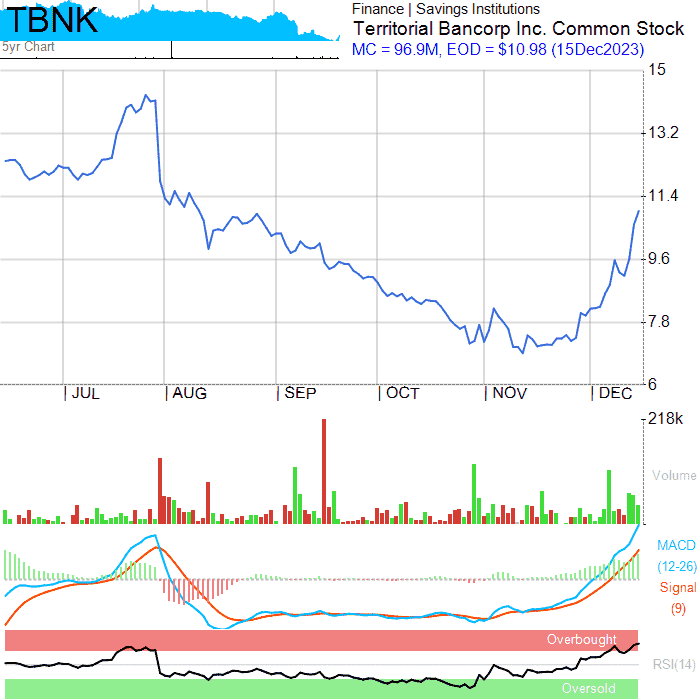 TBNK
5yr Chart
Finance | Savings Institutions
Territorial Bancorp Inc. Common Stock
MC = 96.9M, EOD = $10.98 (15Dec2023)
15
13.2
11.4
9.6
7.8
6
JUL AUG SEP OCT NOV DEC
218k
Volume
MACD
(12-26)
Signal
(9)
Overbought
RSI(14)
Oversold